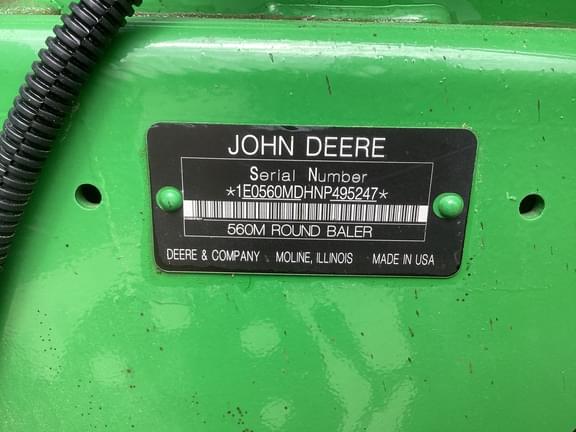 JOHN DEERE
Serial Number
*1E0560MDHNP495247*
560M ROUND BALER
DEERE & COMPANY MOLINE, ILLINOIS MADE IN USA